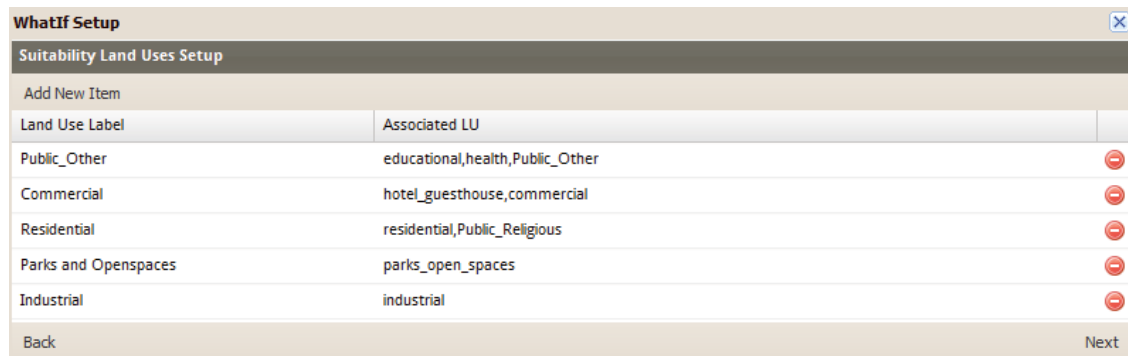 WhatIf Setup
Suitability Land Uses Setup
Add New Item
Land Use Label Associated LU
Public_Other educational,health,Public_Other
Commercial hotel_guesthouse,commercial
Residential residential,Public_Religious
Parks and Openspaces parks_open_spaces
Industrial industrial
Back Next